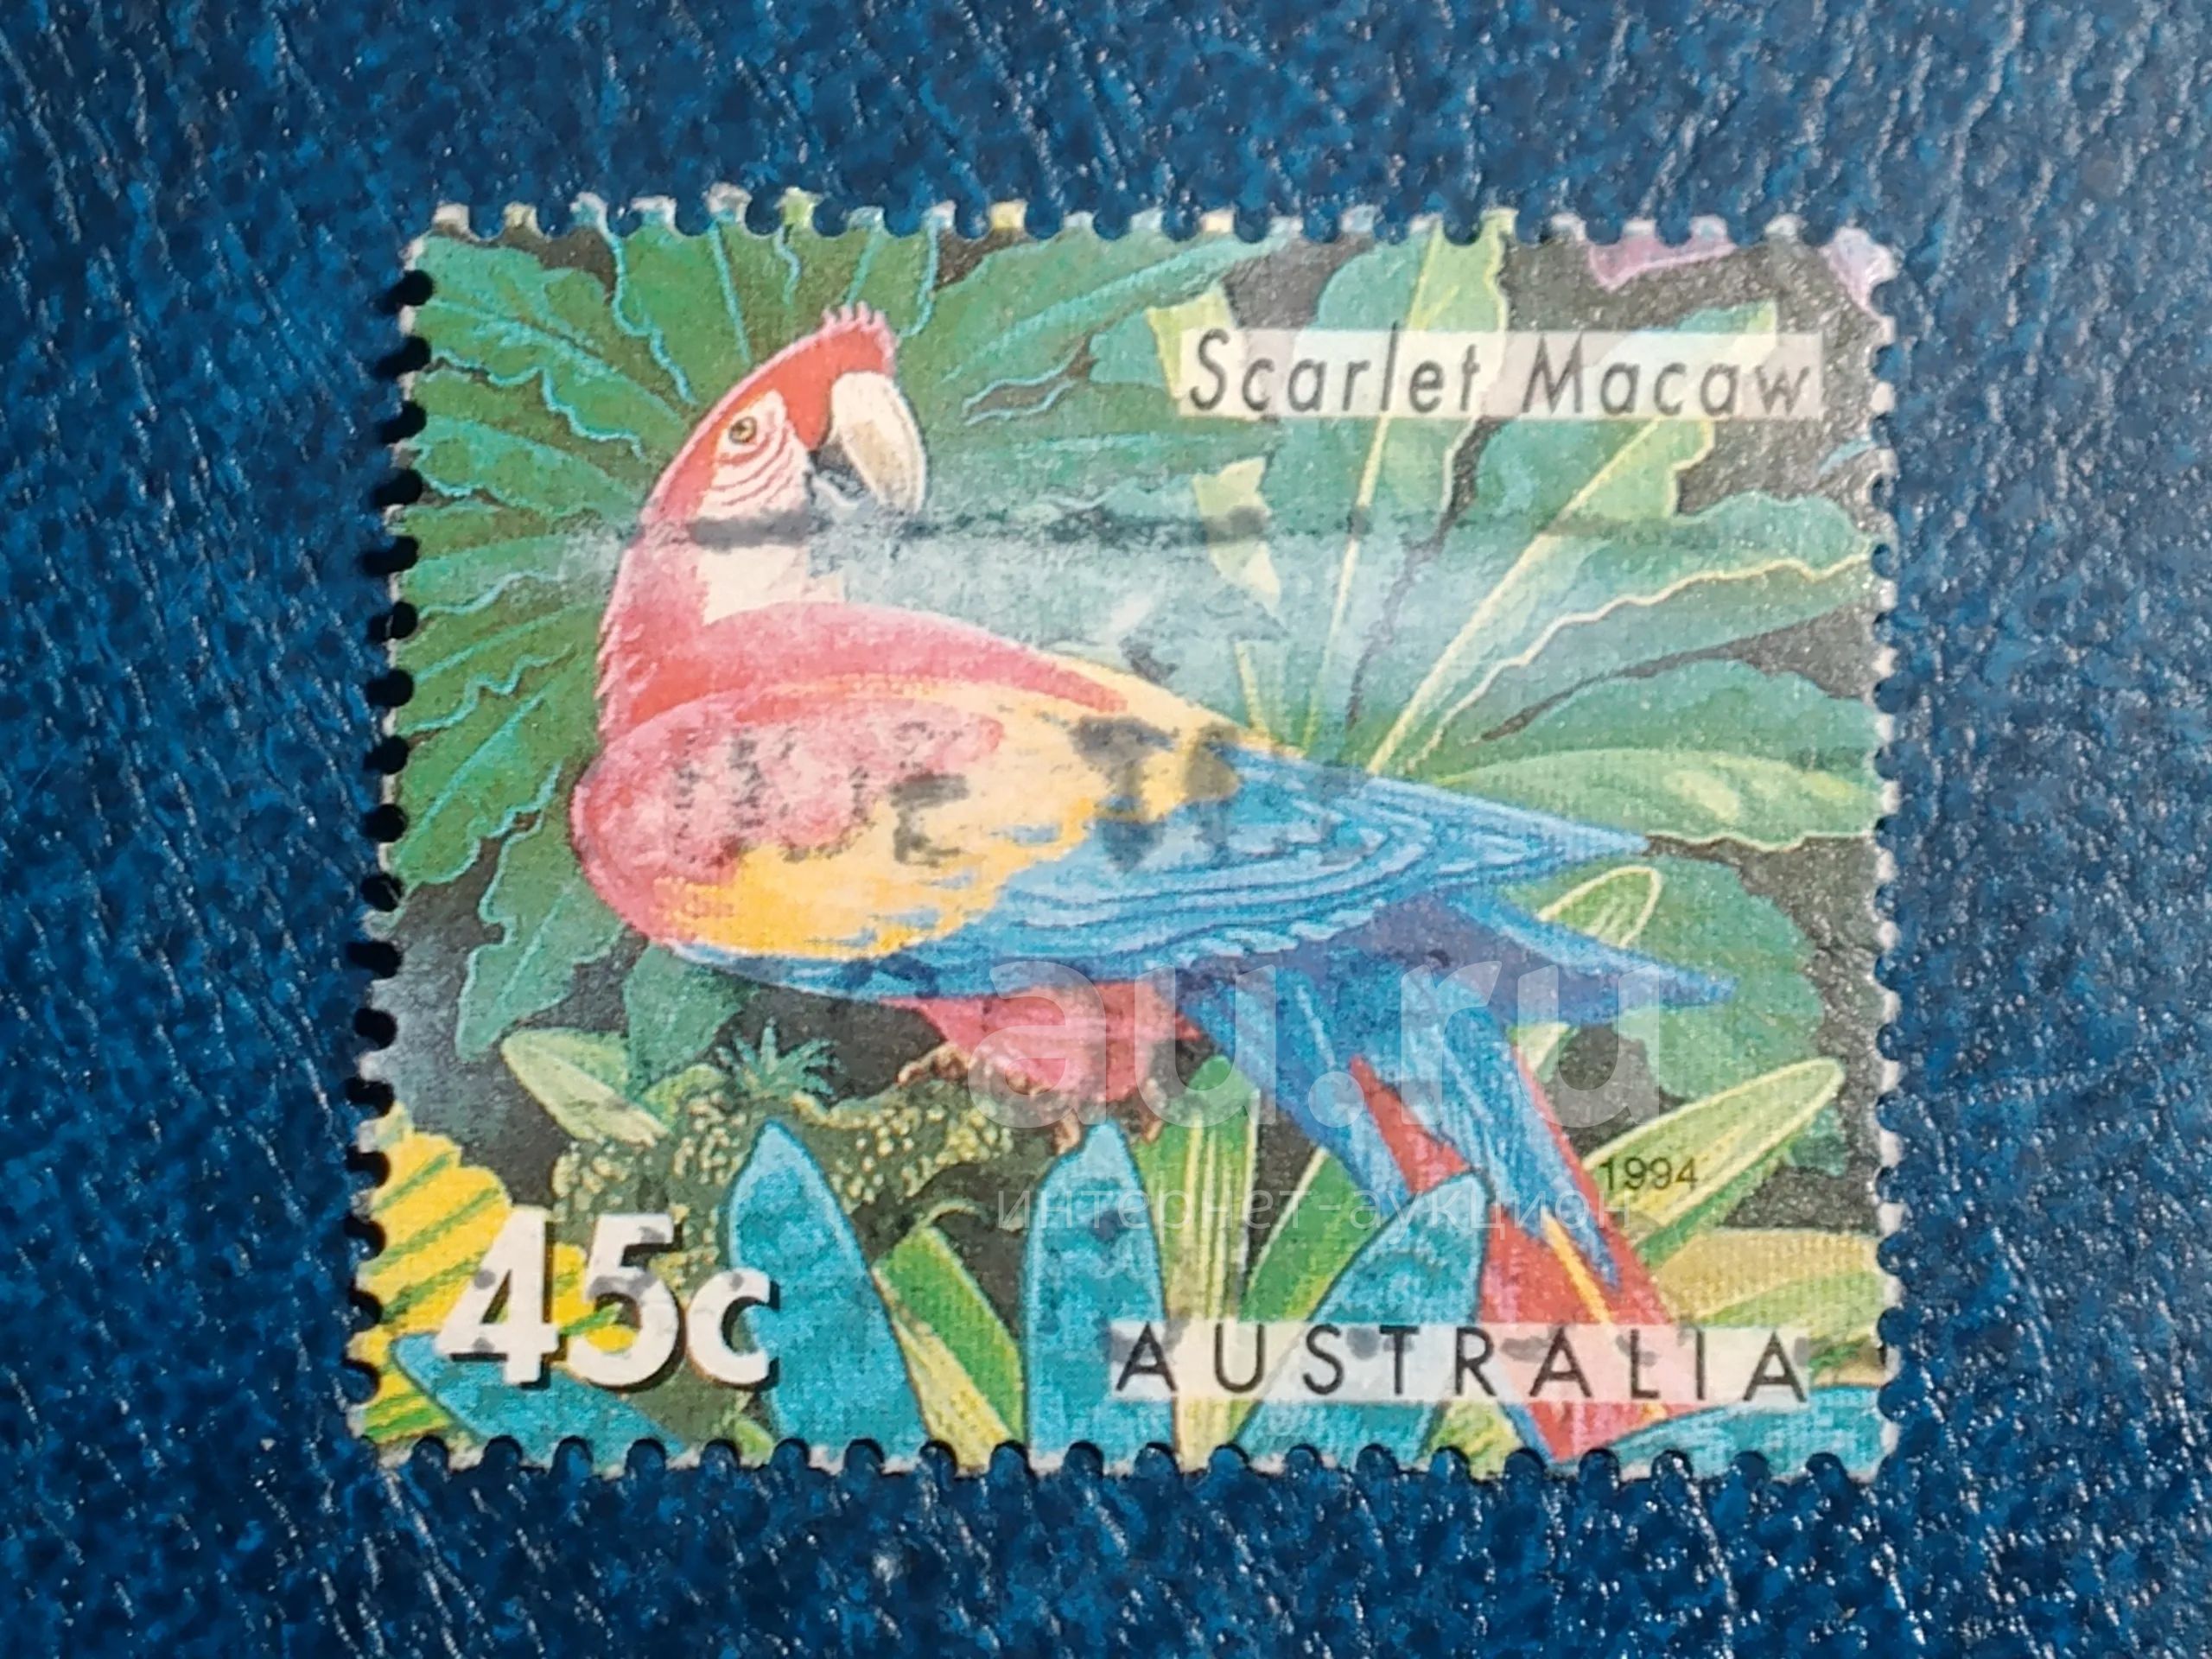 Scarlet Macaw
au.ru
1994
интернет-аукцион
45c
AUSTRALIA